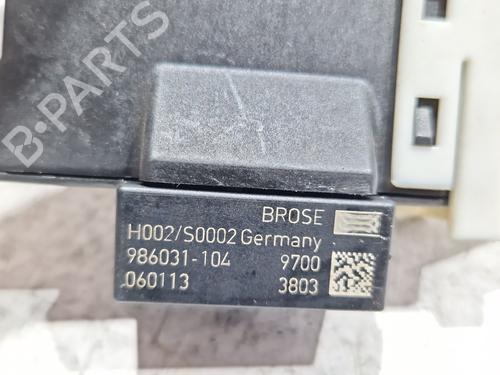 B-PARTS
BROSE
H002/S0002 Germany
986031-104 9700
060113 3803